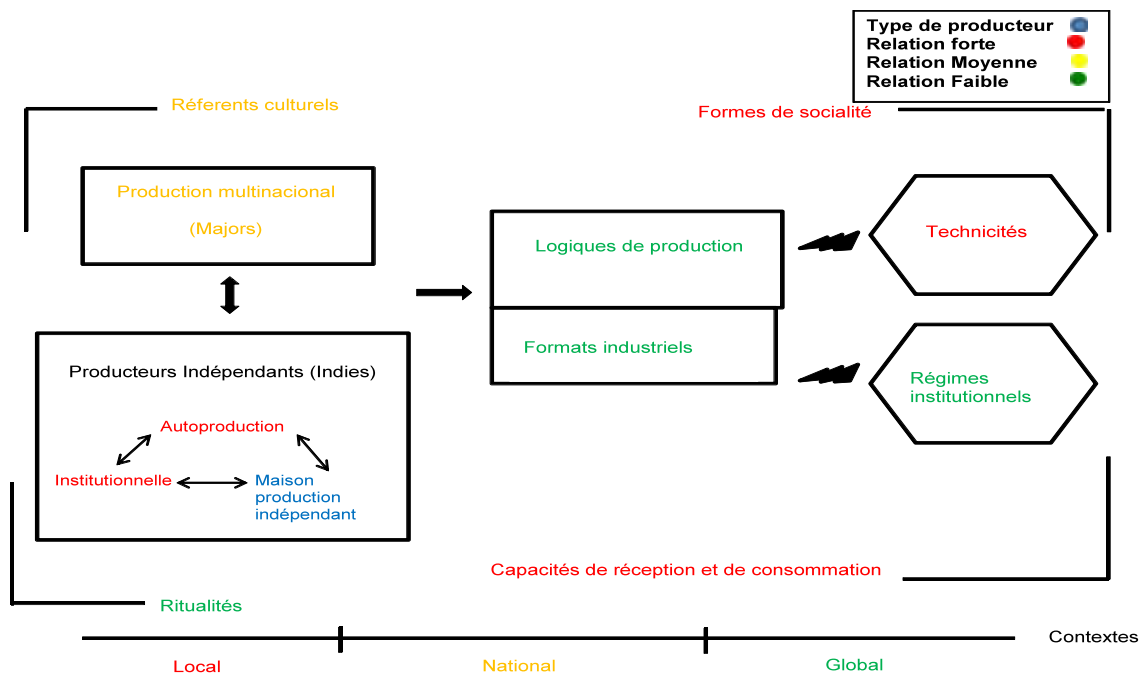 Type de producteur
Relation forte
Relation Moyenne
Relation Faible
Réferents culturels
Formes de socialité
Production multinacional
(Majors)
Logiques de production
Technicités
Formats industriels
Producteurs Indépendants (Indies)
Régimes
institutionnels
Autoproduction
Institutionnelle
Maison
production
indépendant
Capacités de réception et de consommation
Ritualités
Contextes
Local
National
Global